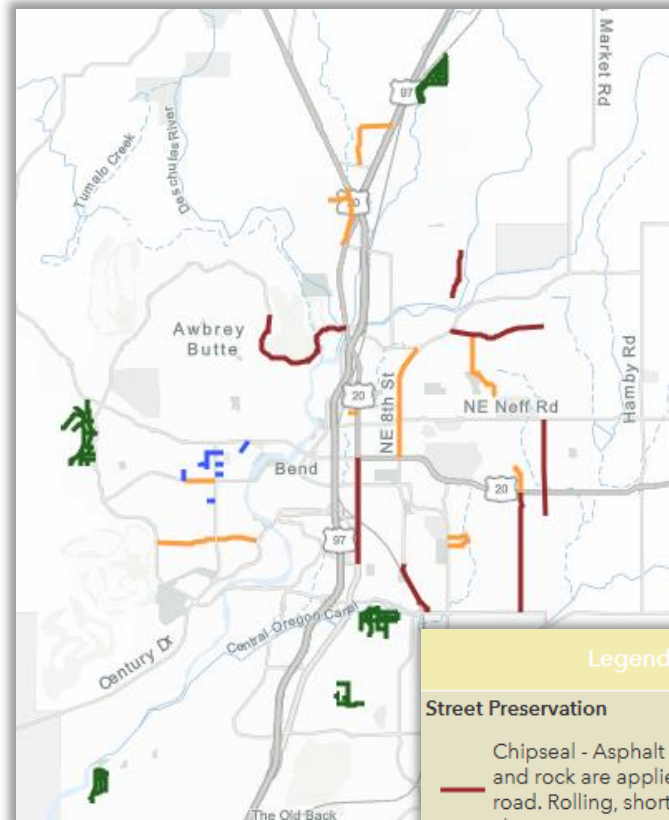 Market Rd
97
Tumalo Creek
Deschutes River
20
Awbrey
Butte
20
NE 8th St
NE Neff Rd
Hamby Rd
Bend
20
97
Century Dr
Central Oregon Canal
The Old Back
Legend
Street Preservation
Chipseal - Asphalt
and rock are applie
road. Rolling, short